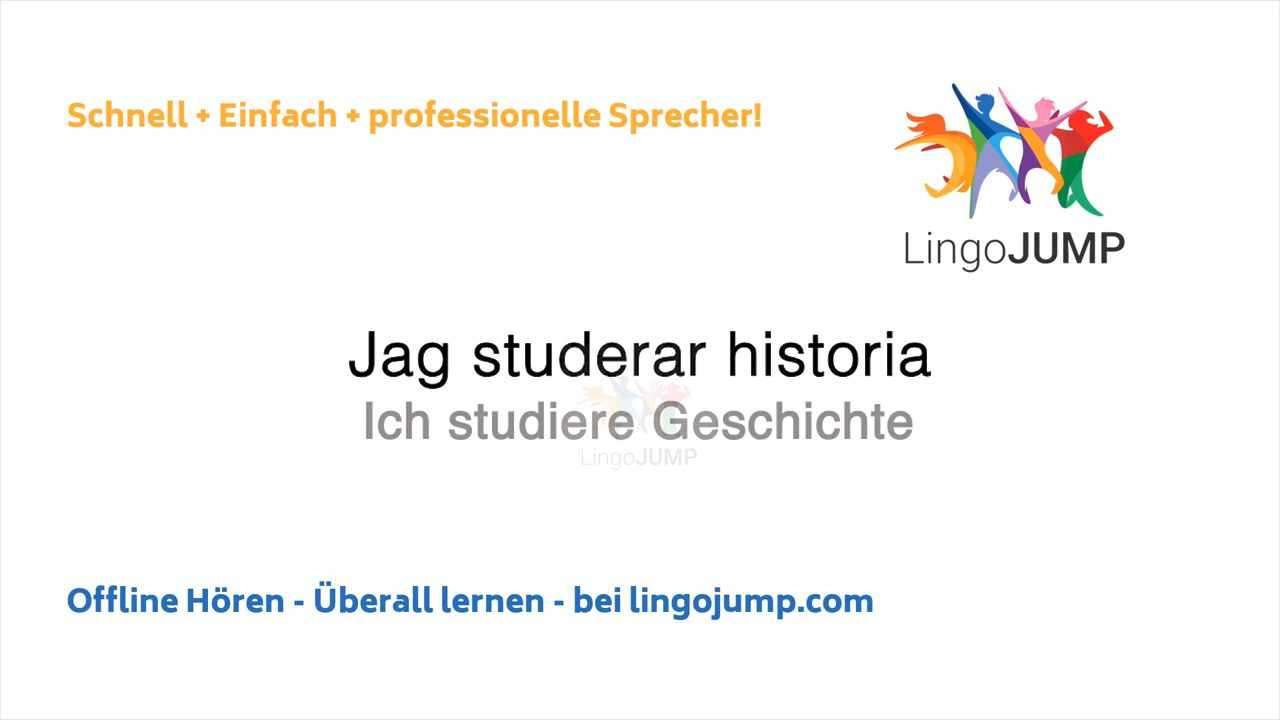 Schnell + Einfach + professionelle Sprecher!
LingoJUMP
Jag studerar historia
Ich studiere Geschichte
LingoJUMP
Offline Hören - Überall lernen - bei lingojump.com